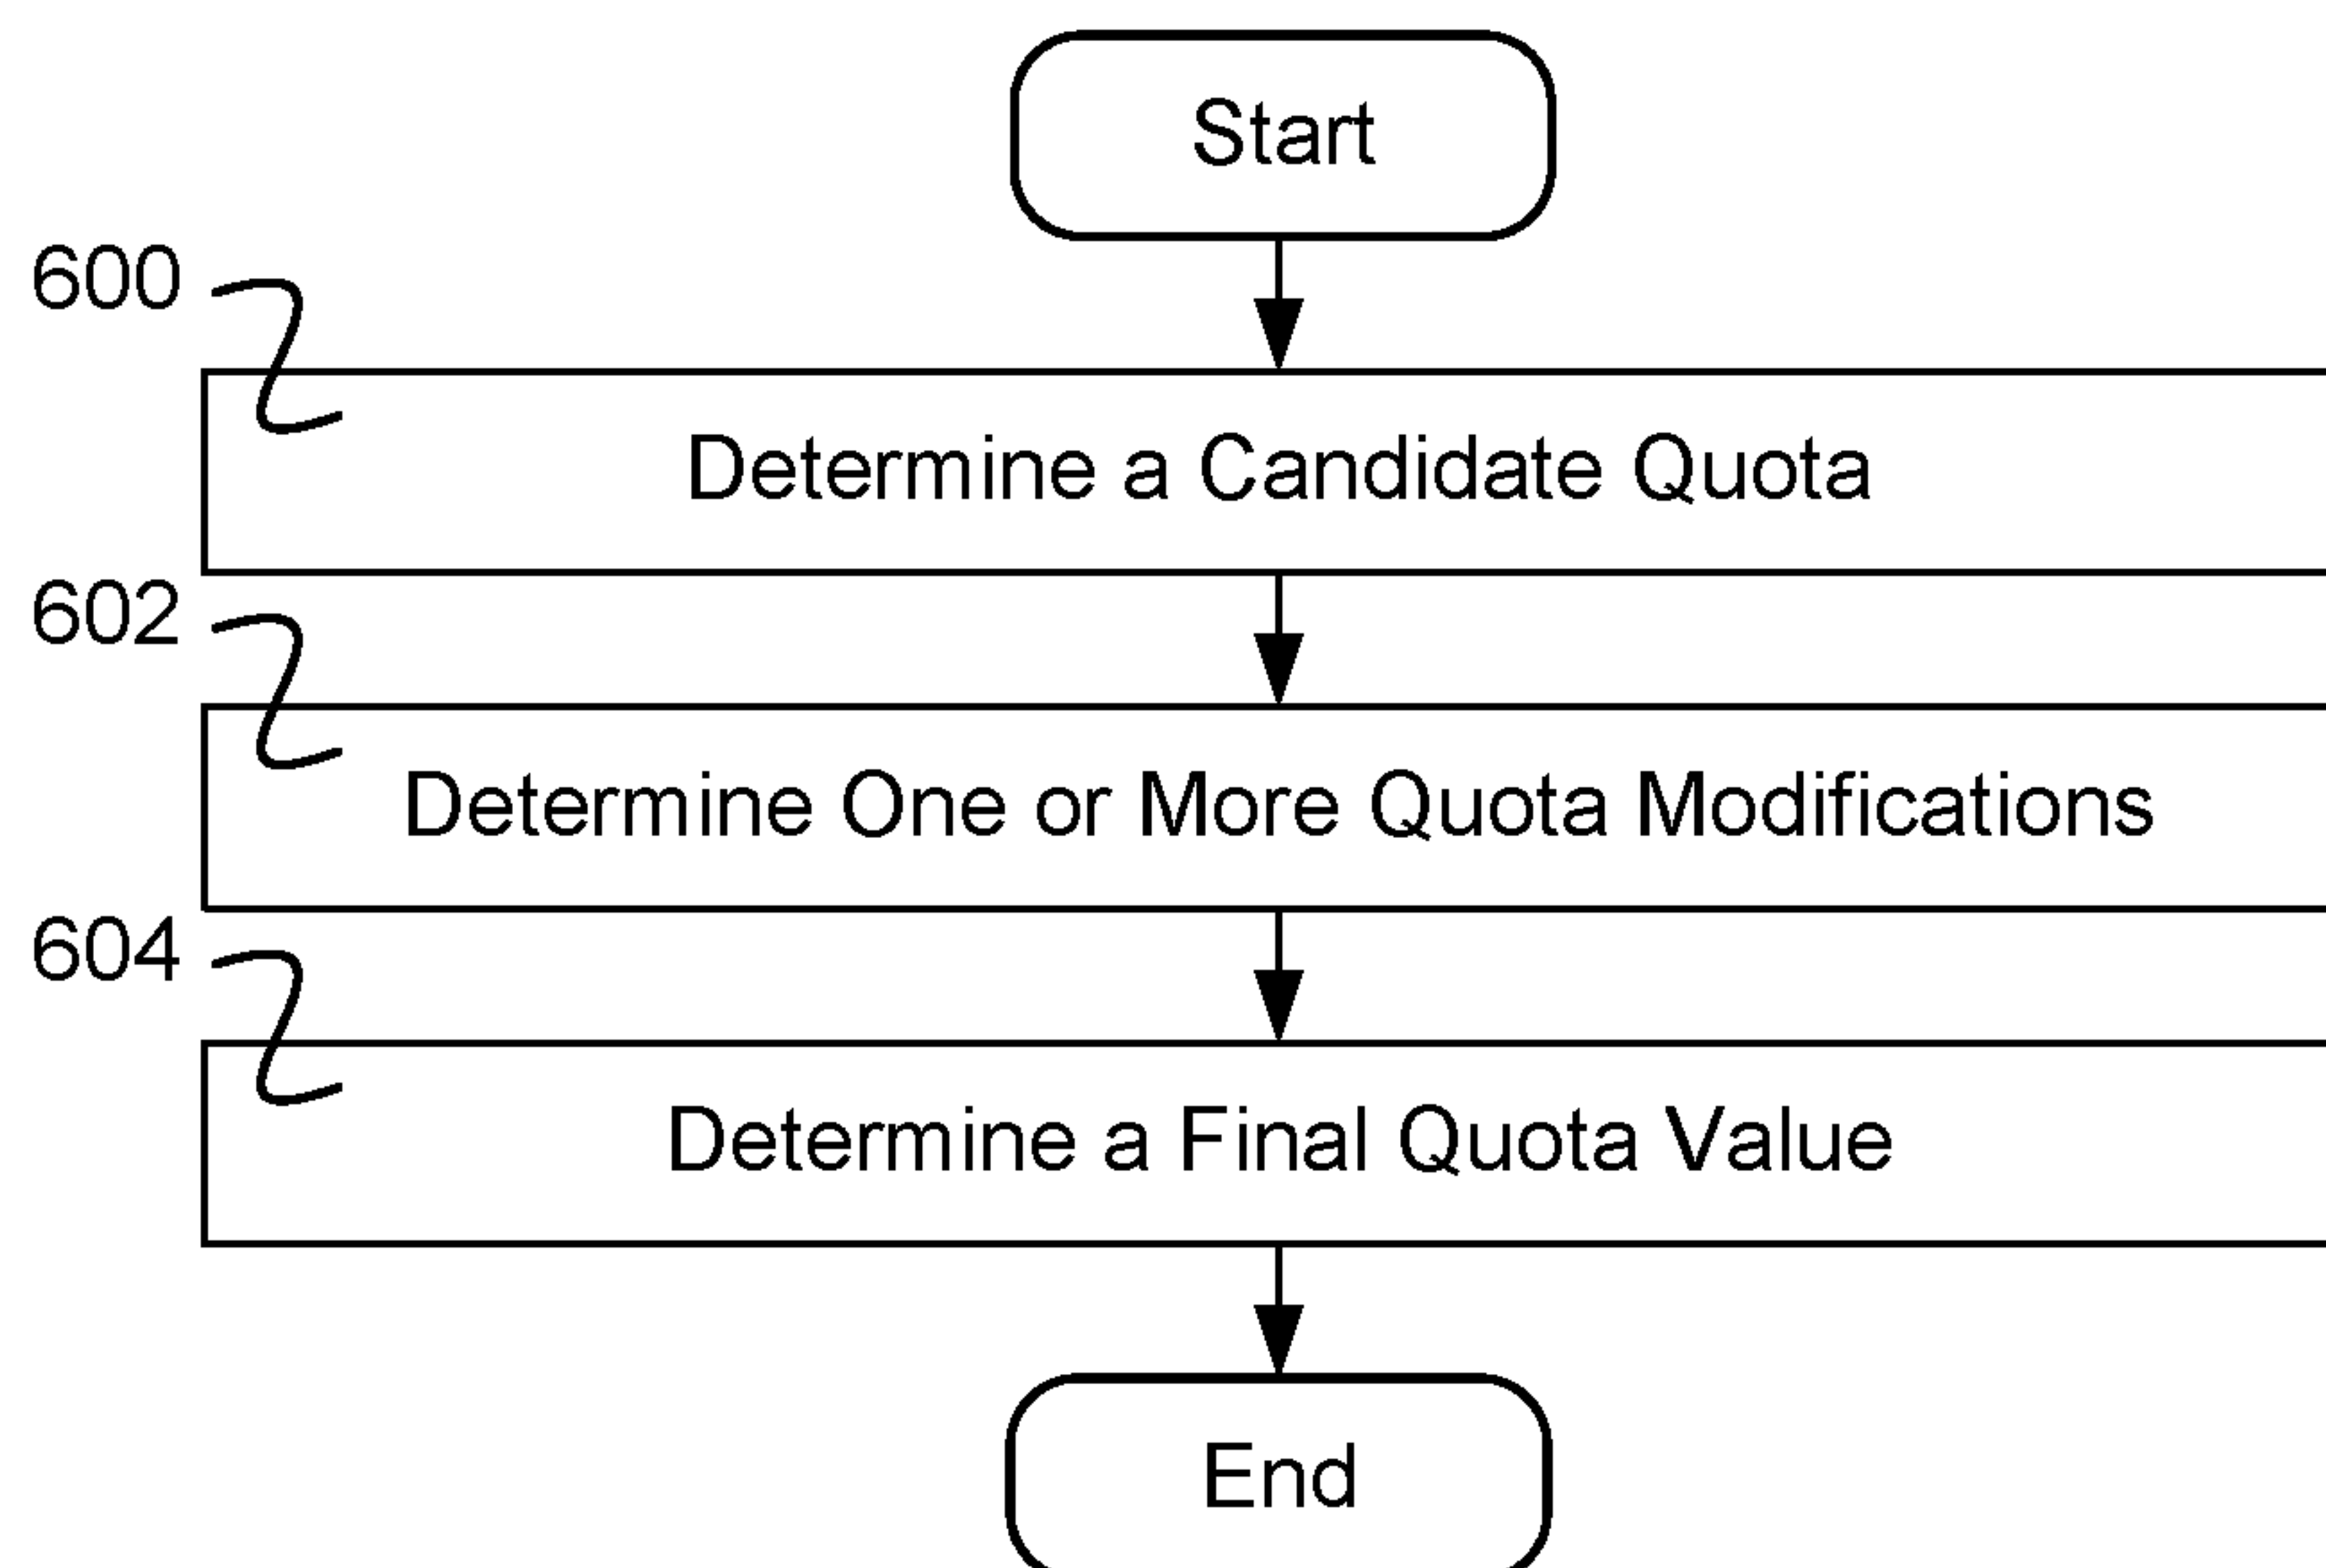 Start
600
Determine a Candidate Quota
602
Determine One or More Quota Modifications
604
Determine a Final Quota Value
End